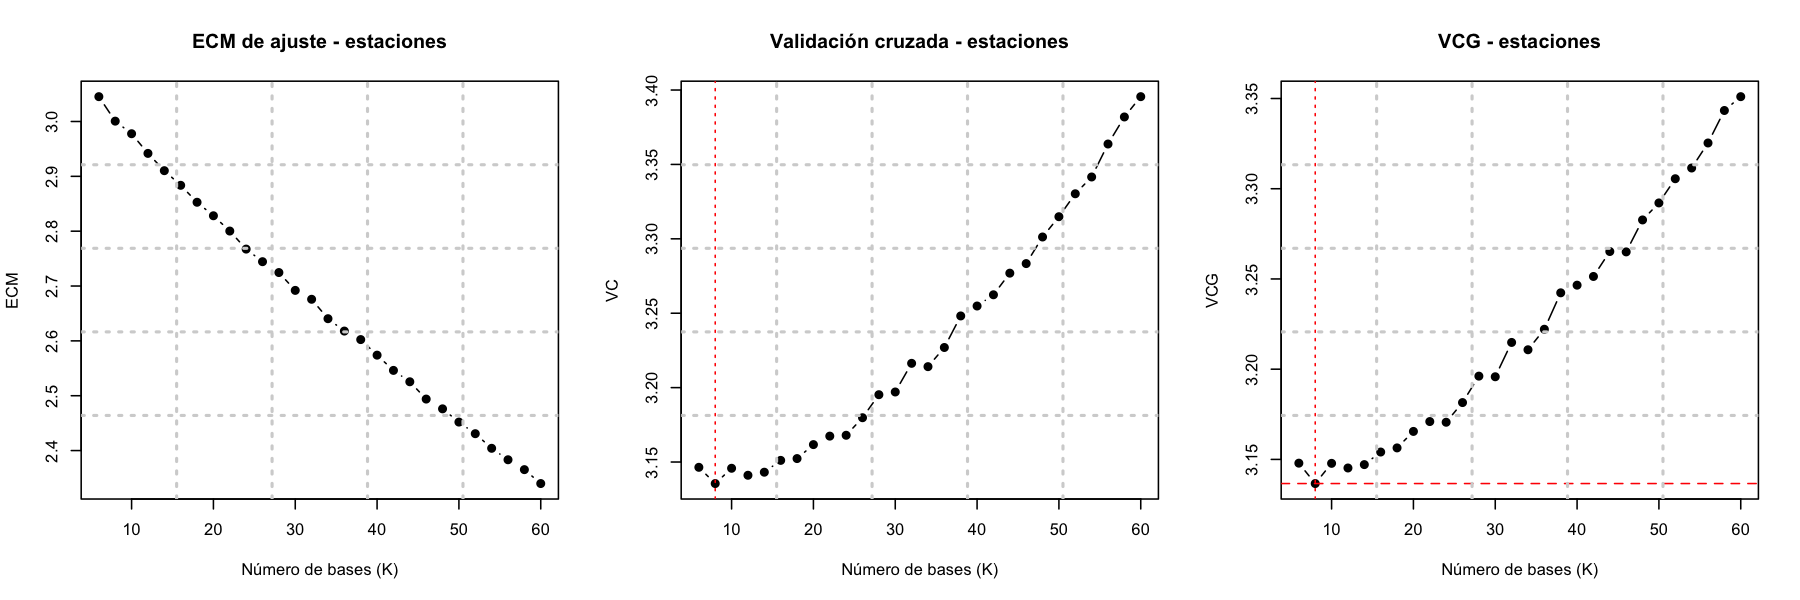 ECM de ajuste - estaciones
ECM
3.0
2.9
2.8
2.7
2.6
2.5
2.4
10 20 30 40 50 60
Número de bases (K)
Validación cruzada - estaciones
VC
3.40
3.35
3.30
3.25
3.20
3.15
10 20 30 40 50 60
Número de bases (K)
VCG - estaciones
VCG
3.35
3.30
3.25
3.20
3.15
10 20 30 40 50 60
Número de bases (K)